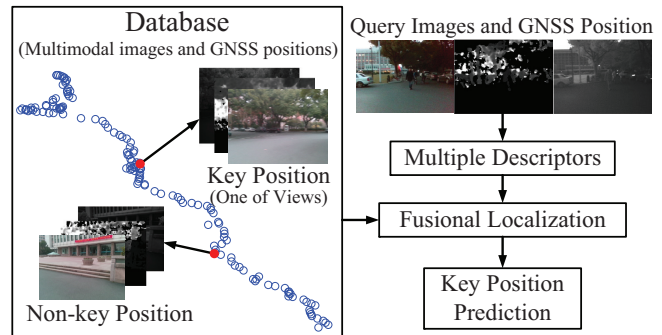 Database
(Multimodal images and GNSS positions)
Key Position
(One of Views)
Non-key Position
Query Images and GNSS Position
Multiple Descriptors
Fusional Localization
Key Position
Prediction